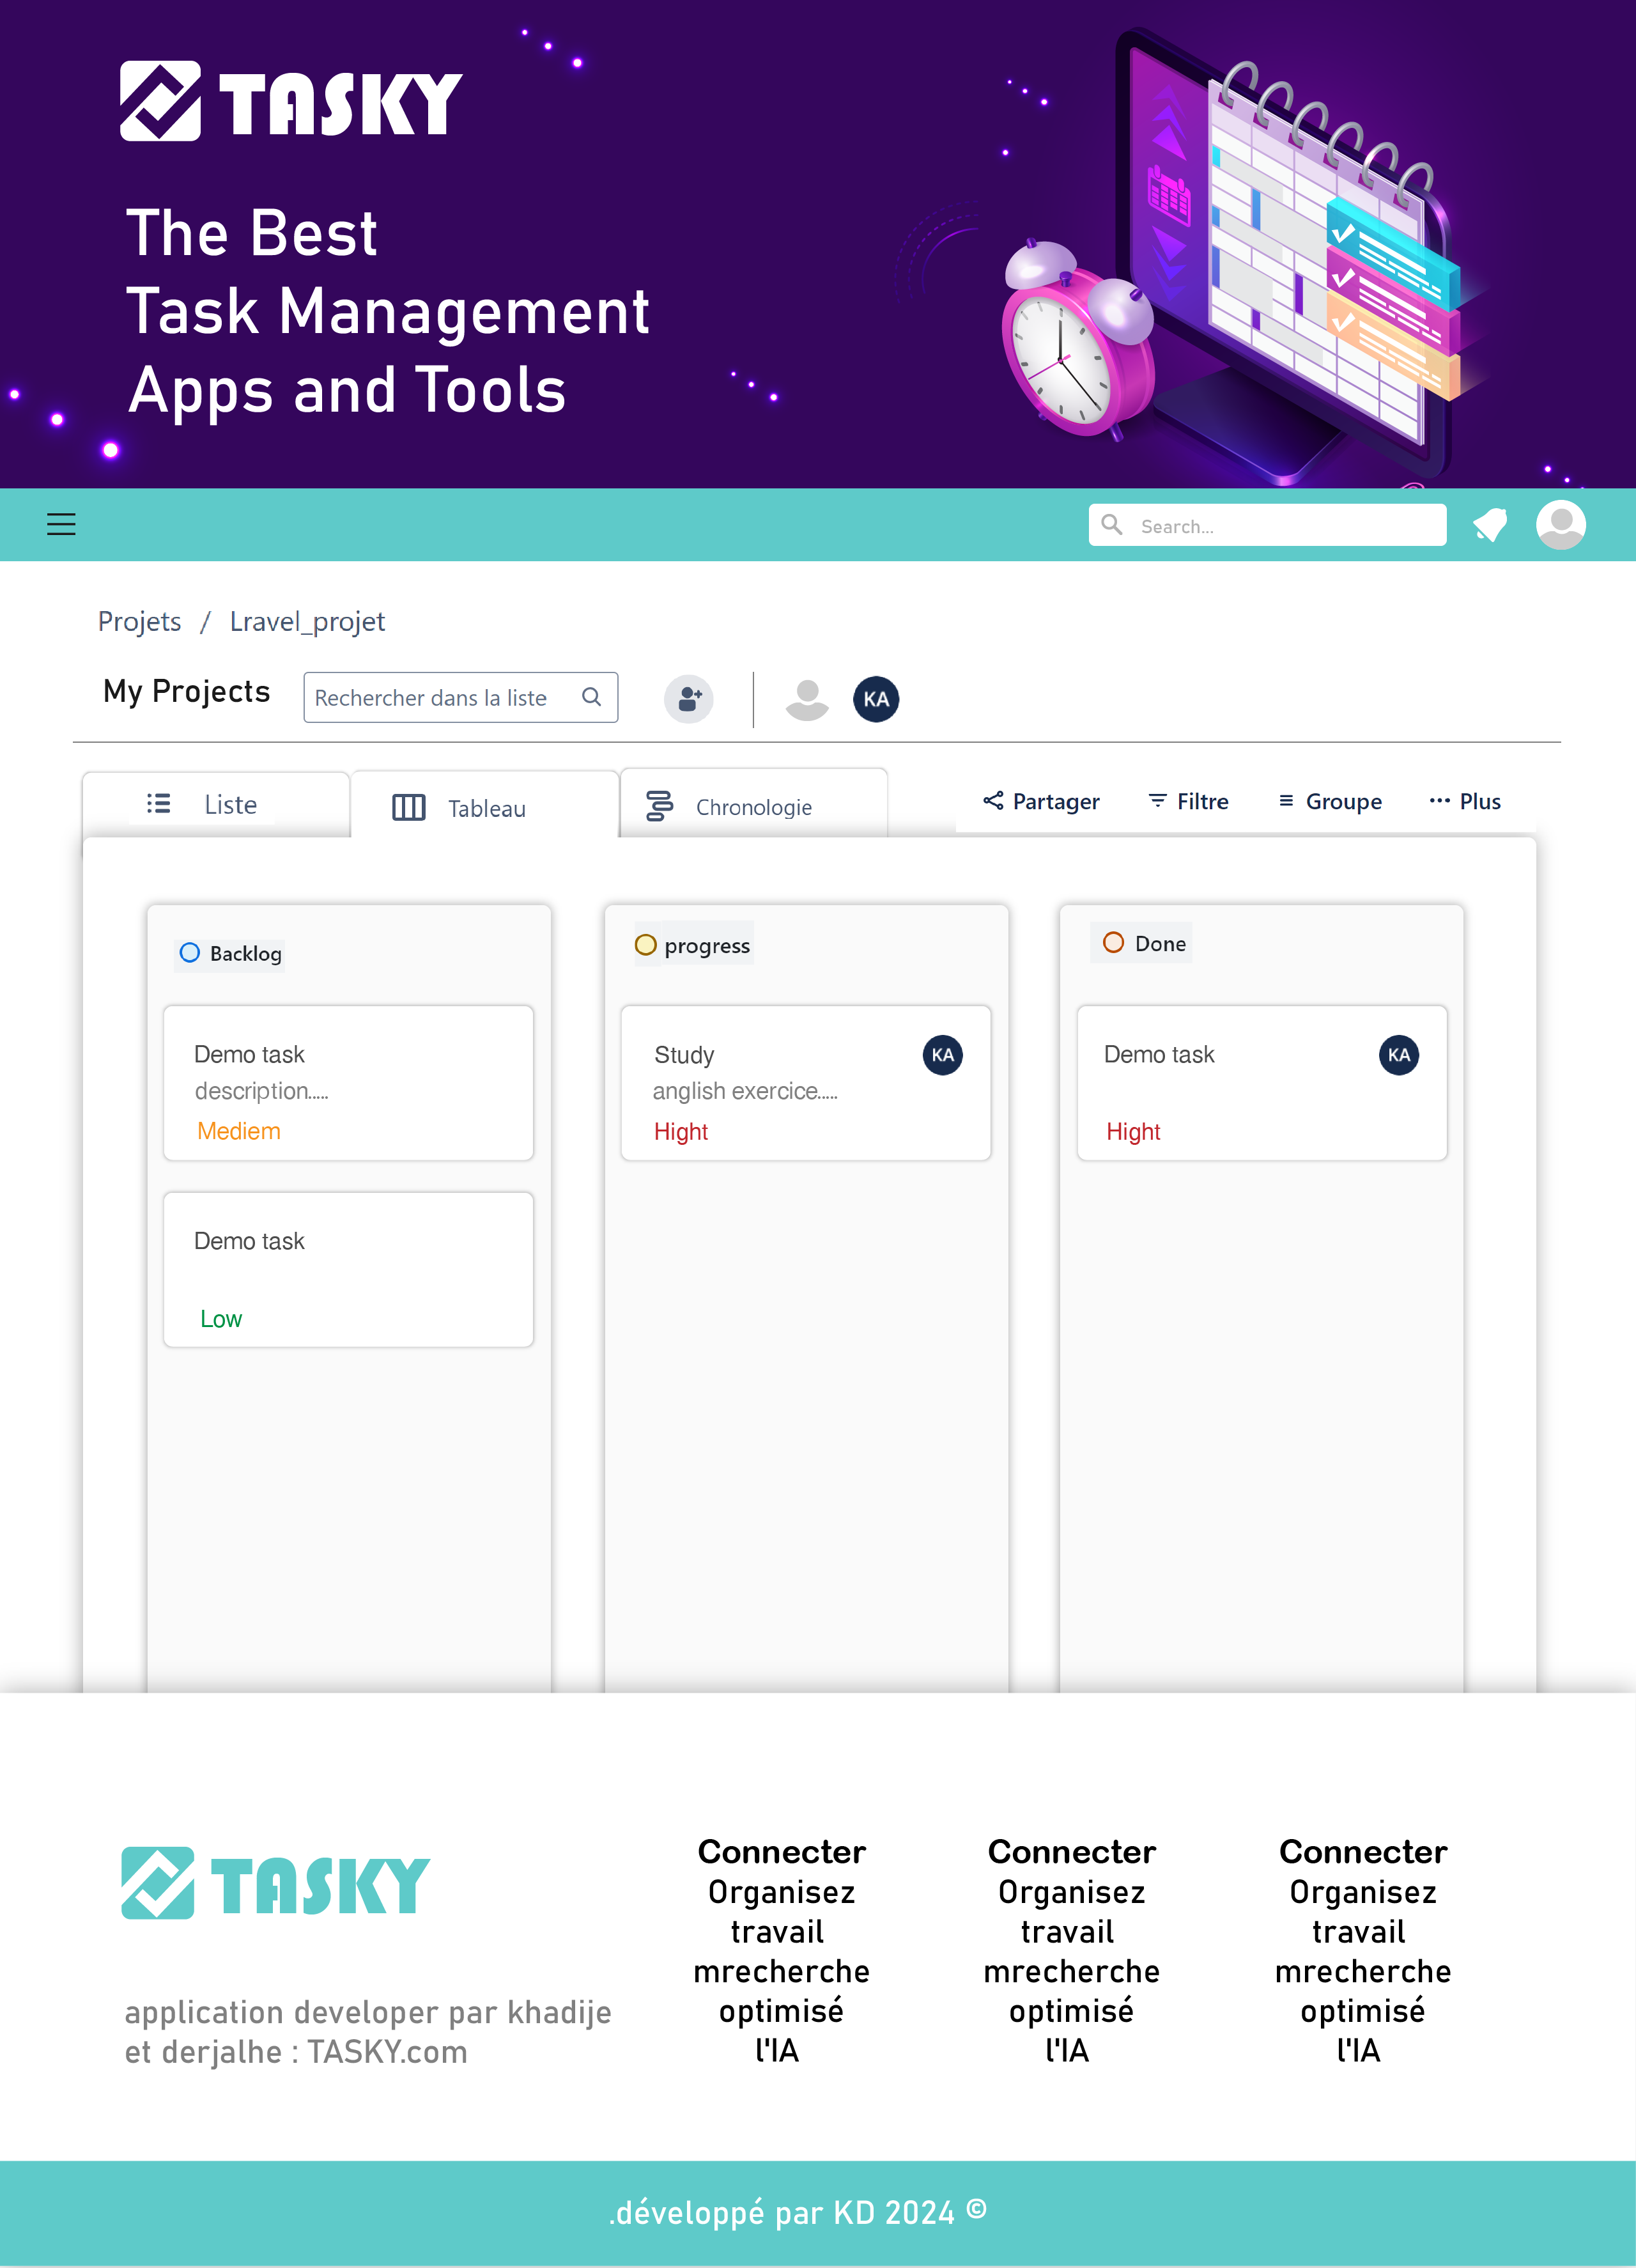 TASKY
The Best
Task Management
Apps and Tools
Search...
Projets / Lravel_projet
My Projects
Rechercher dans la liste
KA
Liste
Tableau
Chronologie
Partager
Filtre
Groupe
Plus
Backlog
Demo task
description.....
Mediem
Demo task
Low
progress
Study
KA
anglish exercice.....
Hight
Done
Demo task
KA
Hight
TASKY
application developer par khadije
et derjalhe : TASKY.com
Connecter
Organisez
travail
mrecherche
optimisé
l'IA
Connecter
Organisez
travail
mrecherche
optimisé
l'IA
Connecter
Organisez
travail
mrecherche
optimisé
l'IA
.développé par KD 2024 ©